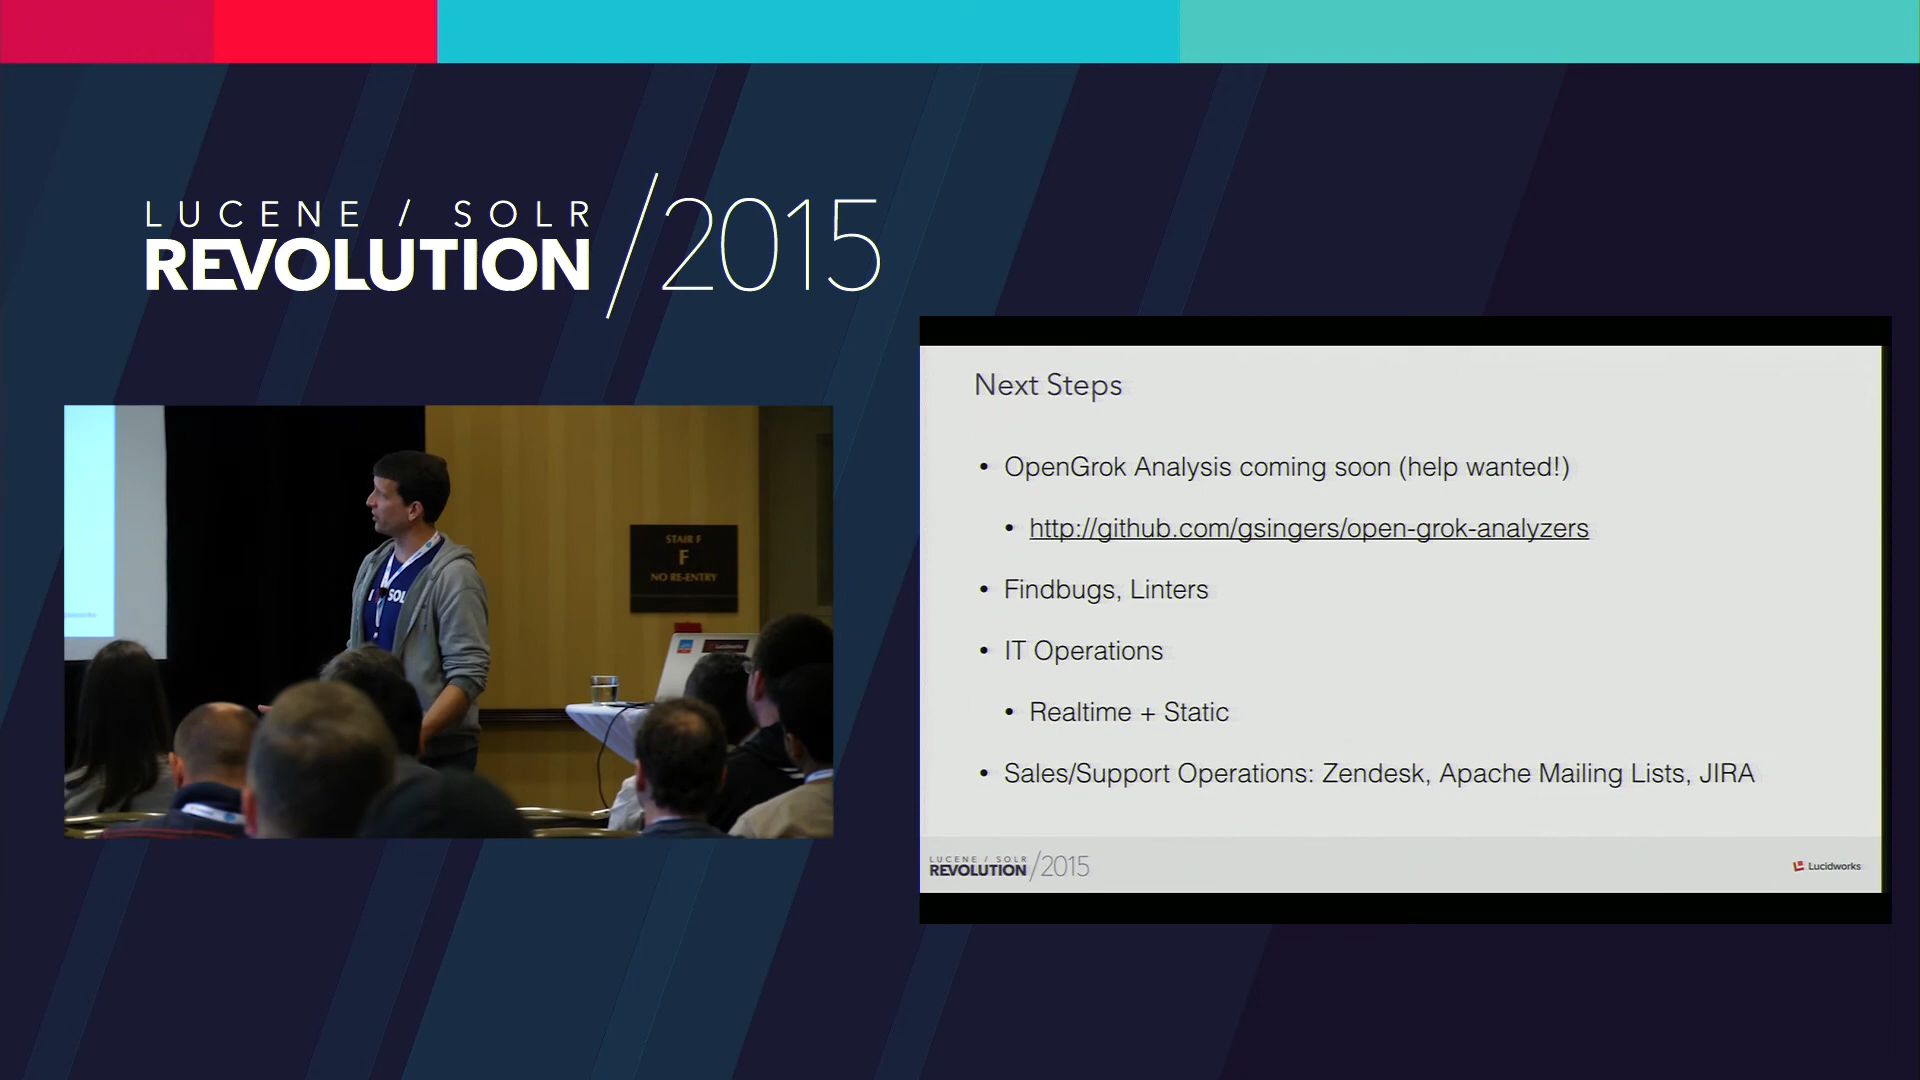 LUCENE / SOLR
REVOLUTION /2015
STAIR F
F
NO RE-ENTRY
I SOL
Lucidworks
Next Steps
• OpenGrok Analysis coming soon (help wanted!)
• http://github.com/gsingers/open-grok-analyzers
• Findbugs, Linters
• IT Operations
• Realtime + Static
• Sales/Support Operations: Zendesk, Apache Mailing Lists, JIRA
LUCENE / SOLR
REVOLUTION /2015
Lucidworks